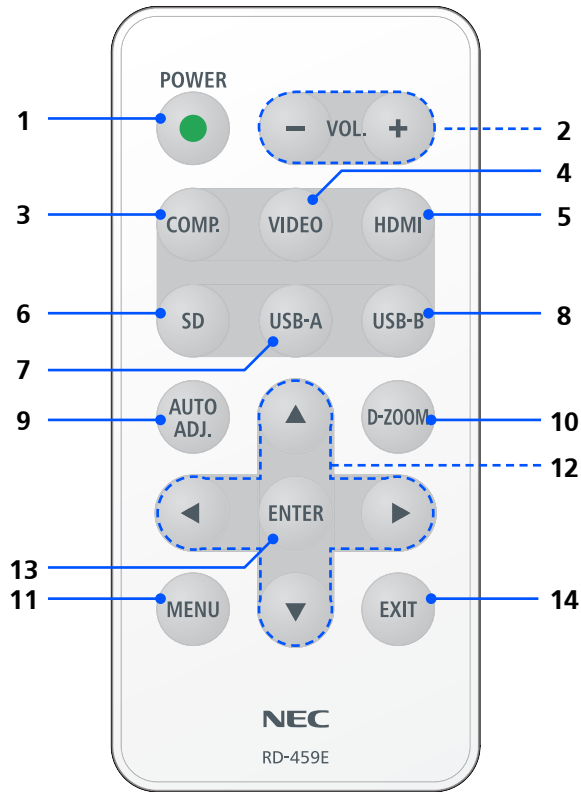 POWER
1
VOL.
2
4
3
COMP.
VIDEO
HDMI
5
6
SD
USB-A
USB-B
8
7
9
AUTO
ADJ.
D-ZOOM
10
12
ENTER
13
11
MENU
EXIT
14
NEC
RD-459E